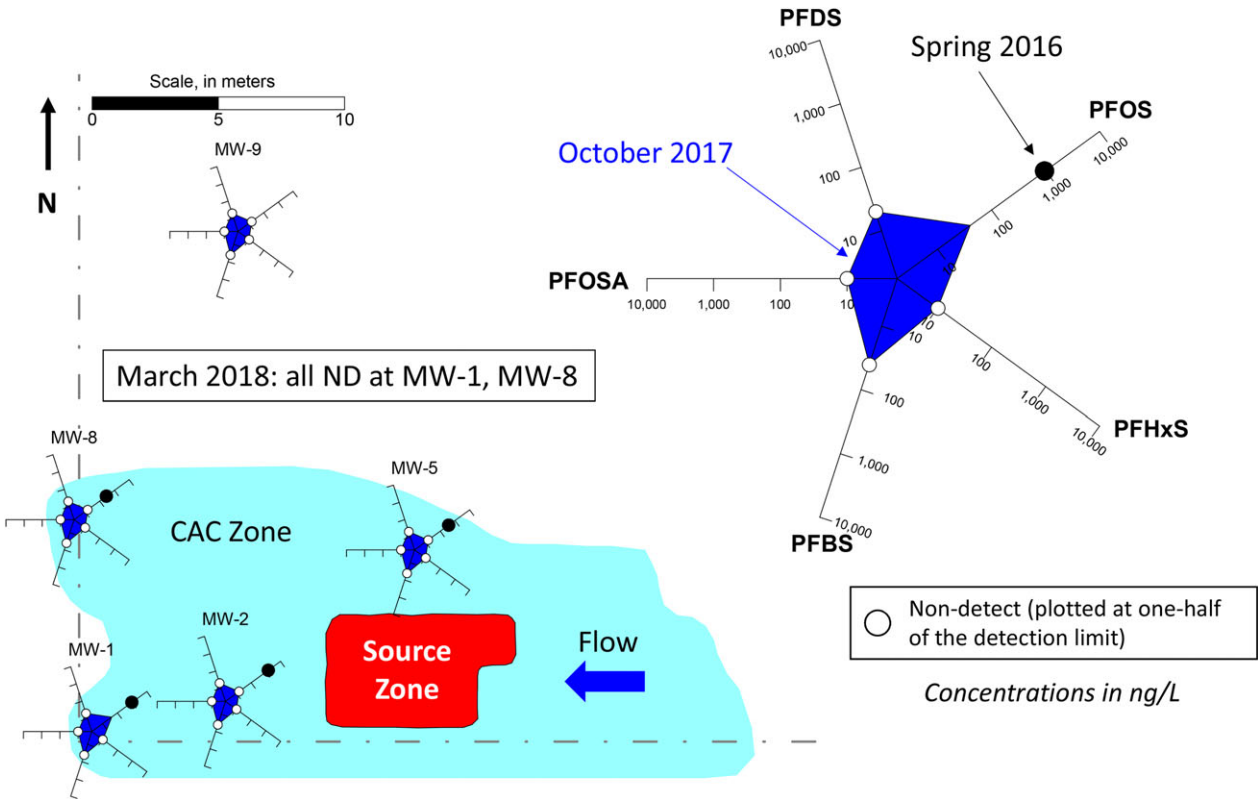 Scale, in meters
0 5 10
N
MW-9
March 2018: all ND at MW-1, MW-8
MW-8
CAC Zone
MW-5
MW-2
MW-1
Source
Zone
Flow
PFDS
10,000
1,000
100
10
Spring 2016
PFOS
10,000
1,000
100
10
October 2017
PFOSA
10,000 1,000 100 10
10
100
1,000
10,000
PFHxS
10
100
1,000
10,000
PFBS
Non-detect (plotted at one-half
of the detection limit)
Concentrations in ng/L